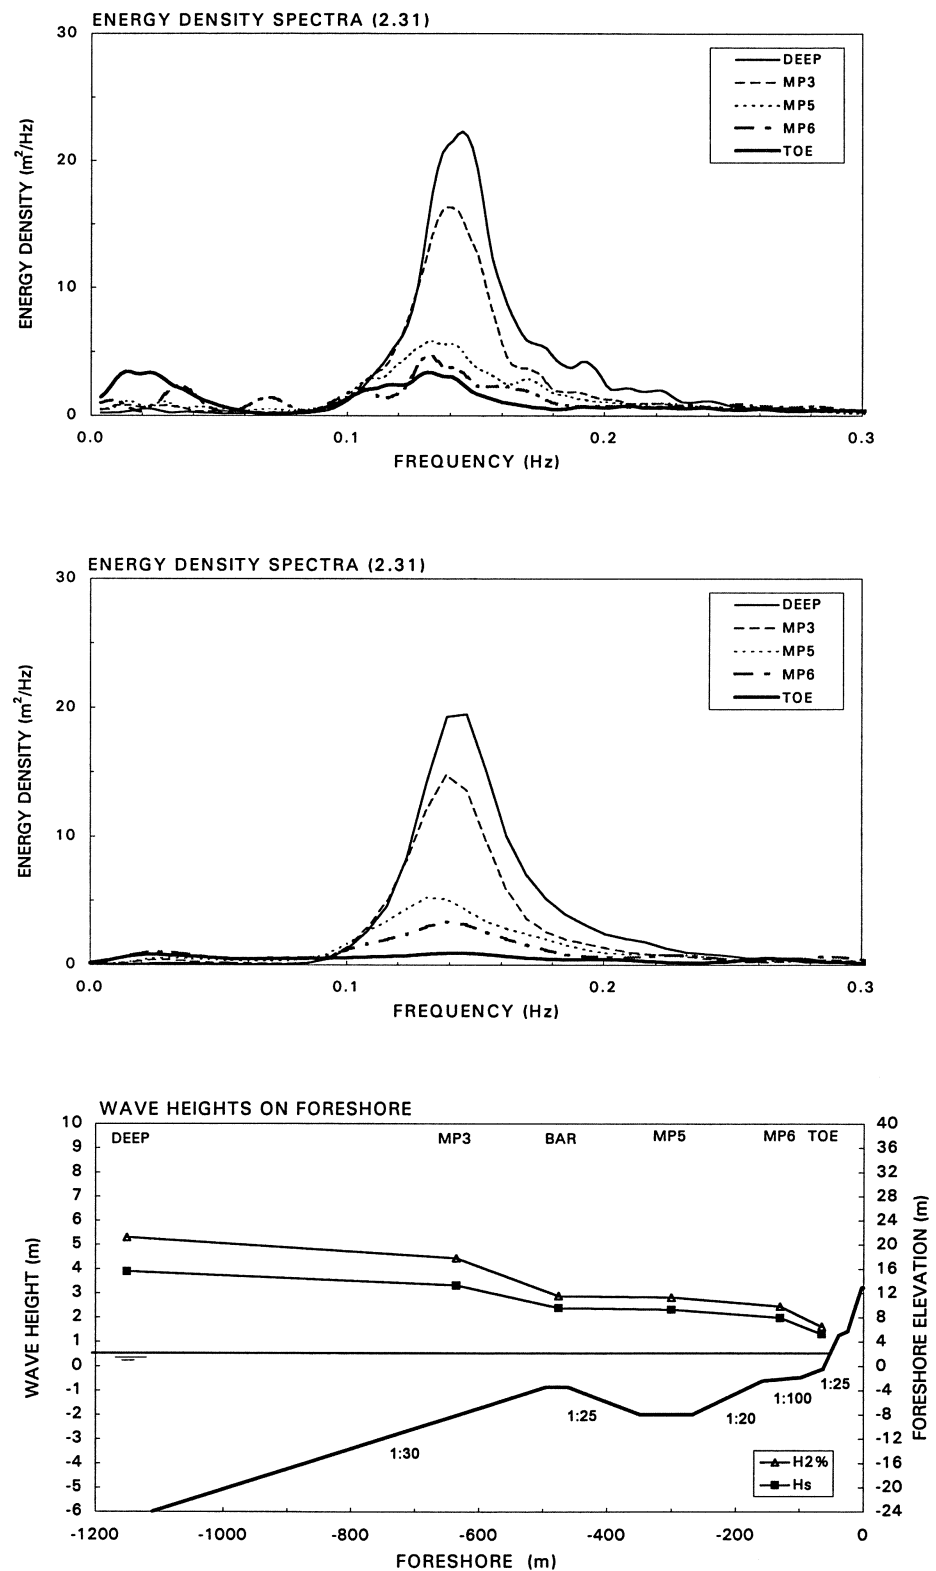 ENERGY DENSITY SPECTRA (2.31)
30
20
10
0
ENERGY DENSITY (m²/Hz)
DEEP
MP3
MP5
MP6
TOE
0.0 0.1 0.2 0.3
FREQUENCY (Hz)
ENERGY DENSITY SPECTRA (2.31)
30
20
10
0
ENERGY DENSITY (m²/Hz)
DEEP
MP3
MP5
MP6
TOE
0.0 0.1 0.2 0.3
FREQUENCY (Hz)
WAVE HEIGHTS ON FORESHORE
DEEP MP3 BAR MP5 MP6 TOE
10 40
9 36
8 32
7 28
6 24
5 20
4 16
3 12
2 8
1 4
0 0
-1 -4
-2 -8
-3 -12
-4 -16
-5 -20
-6 -24
WAVE HEIGHT (m)
FORESHORE ELEVATION (m)
1:30
1:25
1:20
1:100
1:25
H2%
Hs
-1200 -1000 -800 -600 -400 -200 0
FORESHORE (m)